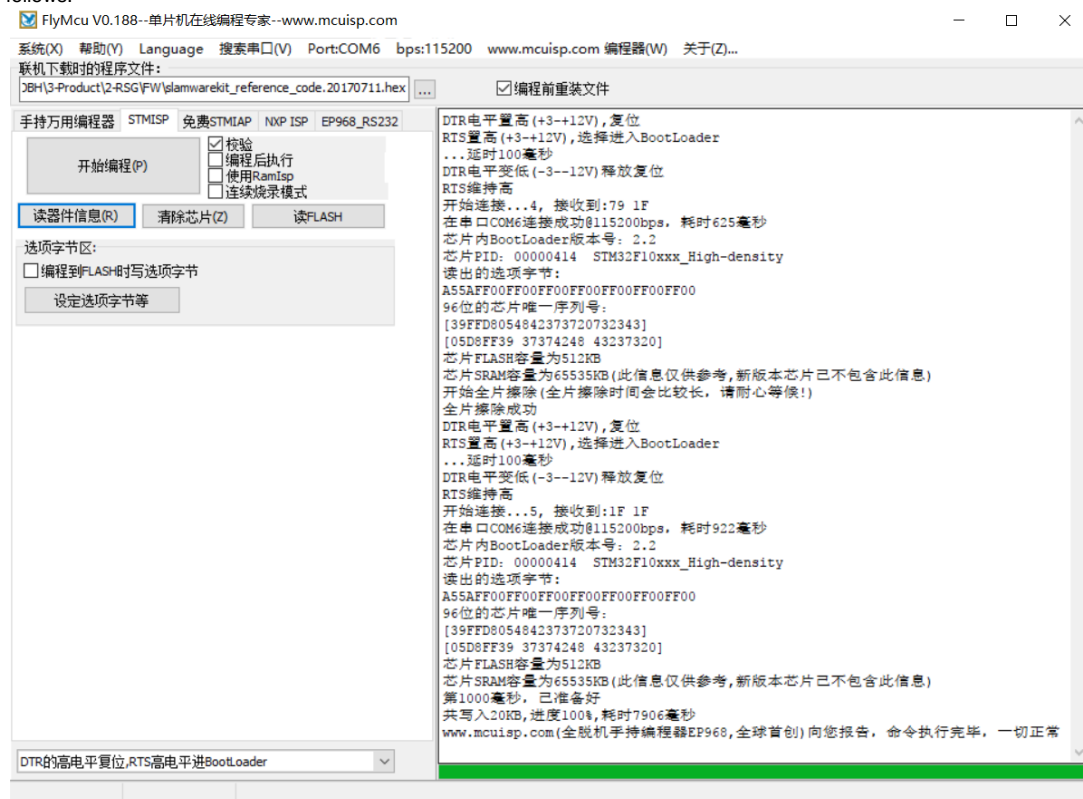 FlyMcu V0.188--单片机在线编程专家--www.mcuisp.com
系统(X) 帮助(Y) Language 搜索串口(V) Port:COM6 bps:115200 www.mcuisp.com 编程器(W) 关于(Z)...
联机下载时的程序文件:
\3-Product\2-RSG\FW\slamwarekit_reference_code.20170711.hex ... 编程前重装文件
手持万用编程器 STMISP 免费STMIAP NXP ISP EP968_RS232
开始编程(P)
校验
编程后执行
使用RamIsp
连续烧录模式
读器件信息(R) 清除芯片(Z) 读FLASH
选项字节区:
编程到FLASH时写选项字节
设定选项字节等
DTR的高电平复位,RTS高电平进BootLoader
DTR电平置高(+3-+12V),复位
RTS置高(+3-+12V),选择进入BootLoader
...延时100毫秒
DTR电平变低(-3--12V)释放复位
RTS维持高
开始连接...4, 接收到:79 1F
在串口COM6连接成功@115200bps, 耗时625毫秒
芯片内BootLoader版本号: 2.2
芯片PID: 00000414 STM32F10xxx_High-density
读出的选项字节:
A55AFF00FF00FF00FF00FF00FF00FF00
96位的芯片唯一序列号:
[39FFD8054842373720732343]
[05D8FF39 37374248 43237320]
芯片FLASH容量为512KB
芯片SRAM容量为65535KB(此信息仅供参考,新版本芯片已不包含此信息)
开始全片擦除(全片擦除时间会比较长, 请耐心等候!)
全片擦除成功
DTR电平置高(+3-+12V),复位
RTS置高(+3-+12V),选择进入BootLoader
...延时100毫秒
DTR电平变低(-3--12V)释放复位
RTS维持高
开始连接...5, 接收到:1F 1F
在串口COM6连接成功@115200bps, 耗时922毫秒
芯片内BootLoader版本号: 2.2
芯片PID: 00000414 STM32F10xxx_High-density
读出的选项字节:
A55AFF00FF00FF00FF00FF00FF00FF00
96位的芯片唯一序列号:
[39FFD8054842373720732343]
[05D8FF39 37374248 43237320]
芯片FLASH容量为512KB
芯片SRAM容量为65535KB(此信息仅供参考,新版本芯片已不包含此信息)
第1000毫秒, 已准备好
共写入20KB,进度100%,耗时7906毫秒
www.mcuisp.com(全脱机手持编程器EP968,全球首创)向您报告, 命令执行完毕, 一切正常